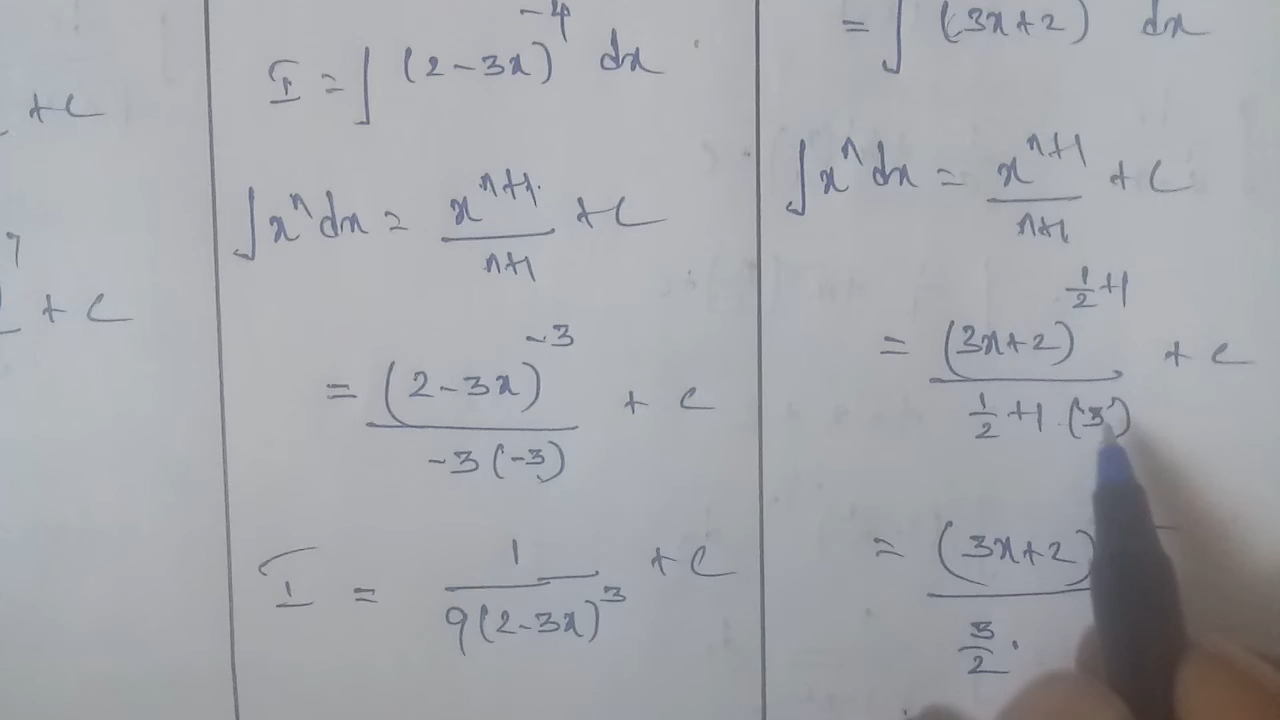 +C
7
+ C
I = ∫ (2-3x)^-4 dx
∫x^n dx = x^n+1 / n+1 + C
= (2-3x)^-3 / -3(-3) + C
I = 1 / 9(2-3x)^3 + C
= ∫ (3x+2) dx
∫x^n dx = x^n+1 / n+1 + C
= (3x+2)^1/2+1 / 1/2+1.(3) + C
= (3x+2) / 3/2 .